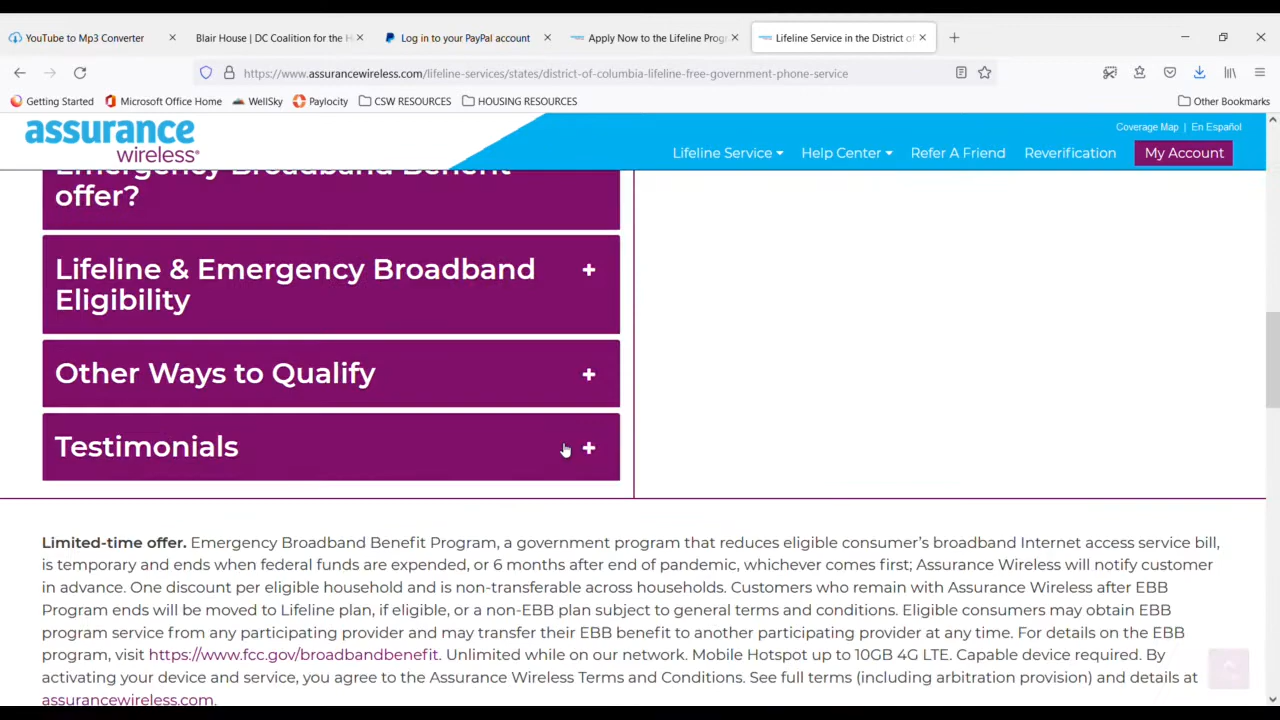 YouTube to Mp3 Converter
Blair House | DC Coalition for the H
Log in to your PayPal account
Apply Now to the Lifeline Progr
Lifeline Service in the District of
https://www.assurancewireless.com/lifeline-services/states/district-of-columbia-lifeline-free-government-phone-service
Getting Started
Microsoft Office Home
WellSky
Paylocity
CSW RESOURCES
HOUSING RESOURCES
Other Bookmarks
assurance
wireless®
Coverage Map | En Español
Lifeline Service
Help Center
Refer A Friend
Reverification
My Account
Emergency Broadband Benefit
offer?
Lifeline & Emergency Broadband +
Eligibility
Other Ways to Qualify +
Testimonials +
Limited-time offer. Emergency Broadband Benefit Program, a government program that reduces eligible consumer's broadband Internet access service bill,
is temporary and ends when federal funds are expended, or 6 months after end of pandemic, whichever comes first; Assurance Wireless will notify customer
in advance. One discount per eligible household and is non-transferable across households. Customers who remain with Assurance Wireless after EBB
Program ends will be moved to Lifeline plan, if eligible, or a non-EBB plan subject to general terms and conditions. Eligible consumers may obtain EBB
program service from any participating provider and may transfer their EBB benefit to another participating provider at any time. For details on the EBB
program, visit https://www.fcc.gov/broadbandbenefit. Unlimited while on our network. Mobile Hotspot up to 10GB 4G LTE. Capable device required. By
activating your device and service, you agree to the Assurance Wireless Terms and Conditions. See full terms (including arbitration provision) and details at
assurancewireless.com.